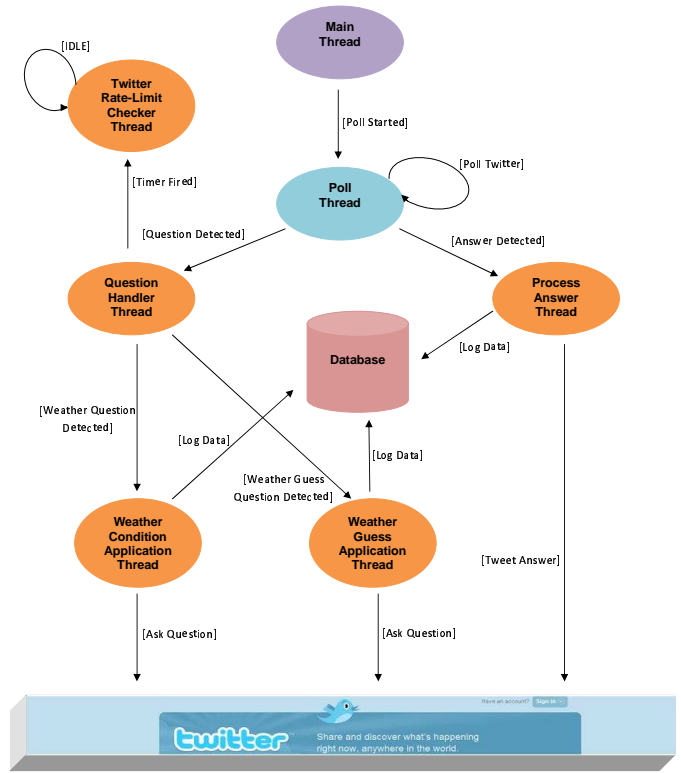 Main
Thread
[IDLE]
Twitter
Rate-Limit
Checker
Thread
[Poll Started]
[Poll Twitter]
[Timer Fired]
Poll
Thread
[Question Detected]
[Answer Detected]
Question
Handler
Thread
Process
Answer
Thread
Database
[Log Data]
[Weather Question
Detected]
[Log Data]
[Log Data]
[Weather Guess
Question Detected]
Weather
Condition
Application
Thread
Weather
Guess
Application
Thread
[Tweet Answer]
[Ask Question]
[Ask Question]
Have an account? Sign in
twitter
Share and discover what's happening
right now, anywhere in the world.